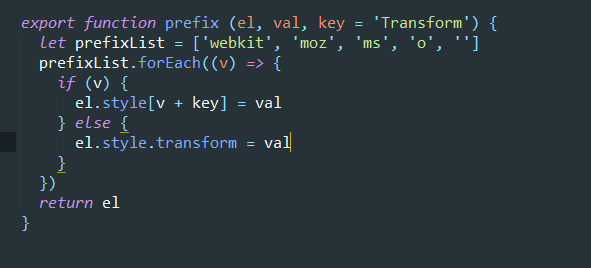 export function prefix (el, val, key = 'Transform') {
  let prefixList = ['webkit', 'moz', 'ms', 'o', '']
  prefixList.forEach((v) => {
    if (v) {
      el.style[v + key] = val
    } else {
      el.style.transform = val
    }
  })
  return el
}